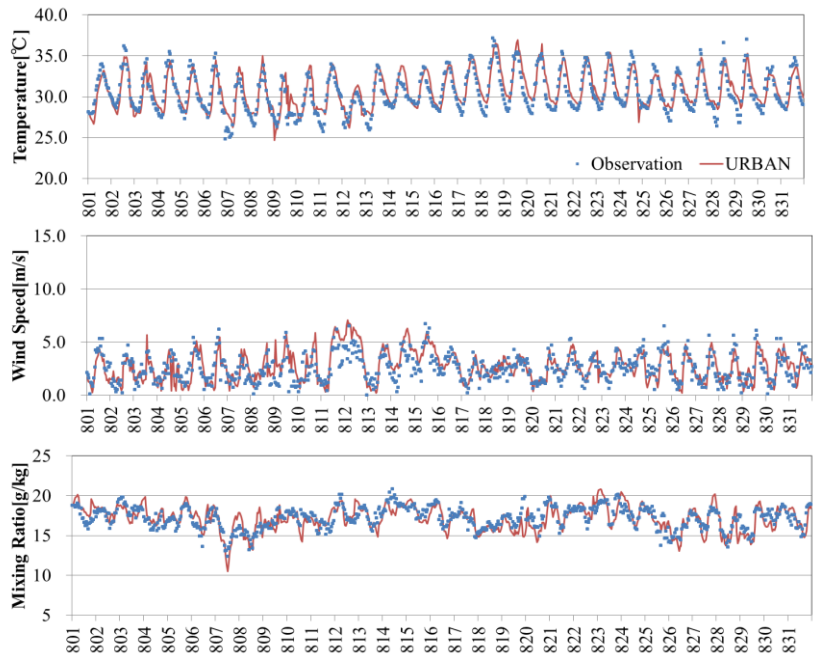 Temperature[℃]
40.0
35.0
30.0
25.0
20.0
Observation URBAN
801 802 803 804 805 806 807 808 809 810 811 812 813 814 815 816 817 818 819 820 821 822 823 824 825 826 827 828 829 830 831
Wind Speed[m/s]
15.0
10.0
5.0
0.0
801 802 803 804 805 806 807 808 809 810 811 812 813 814 815 816 817 818 819 820 821 822 823 824 825 826 827 828 829 830 831
Mixing Ratio[g/kg]
25
20
15
10
5
801 802 803 804 805 806 807 808 809 810 811 812 813 814 815 816 817 818 819 820 821 822 823 824 825 826 827 828 829 830 831